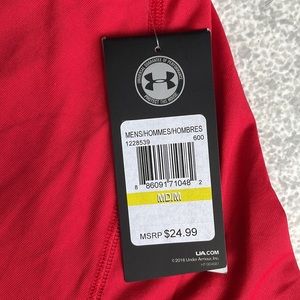 MENS/HOMMES/HOMBRES
1228539 600
8 86091 71048 2
MD/M
MSRP $24.99
UA.COM
©2016 Under Armour, Inc.